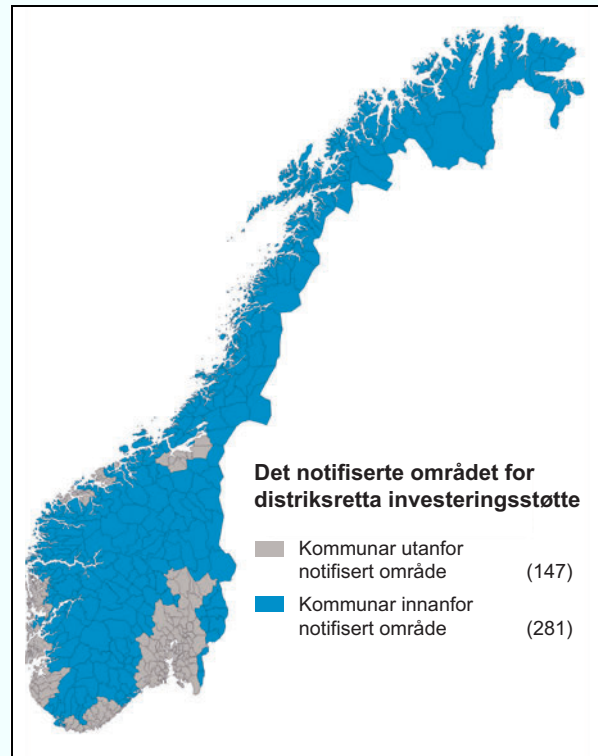 Det notifiserte området for
distriksretta investeringsstøtte
Kommunar utanfor
notifisert område (147)
Kommunar innanfor
notifisert område (281)